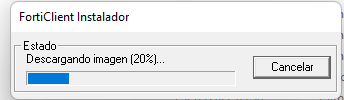 FortiClient Instalador
Estado
Descargando imagen (20%)...
Cancelar